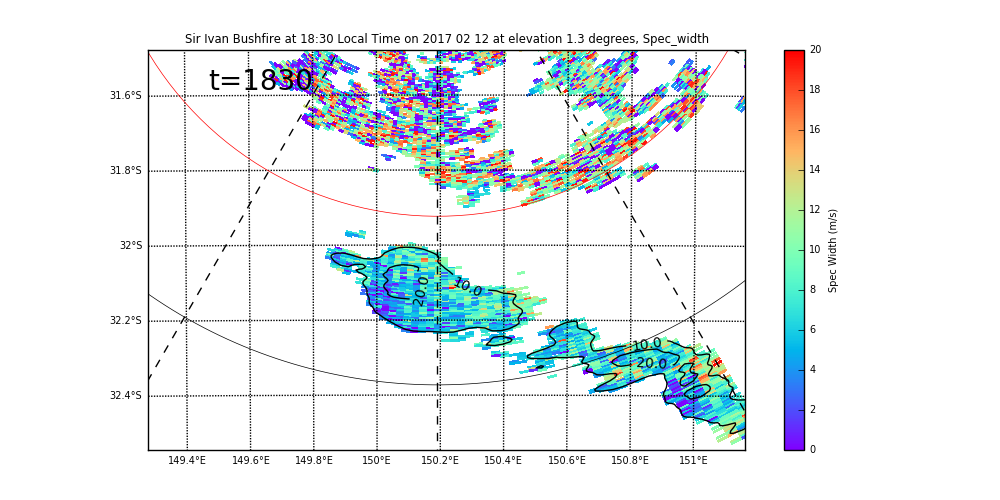 Sir Ivan Bushfire at 18:30 Local Time on 2017 02 12 at elevation 1.3 degrees, Spec_width
t=1830
31.6°S
31.8°S
32°S
32.2°S
32.4°S
149.4°E 149.6°E 149.8°E 150°E 150.2°E 150.4°E 150.6°E 150.8°E 151°E
10.0
20.0
10.0
20.0
20
18
16
14
12
10
8
6
4
2
0
Spec Width (m/s)